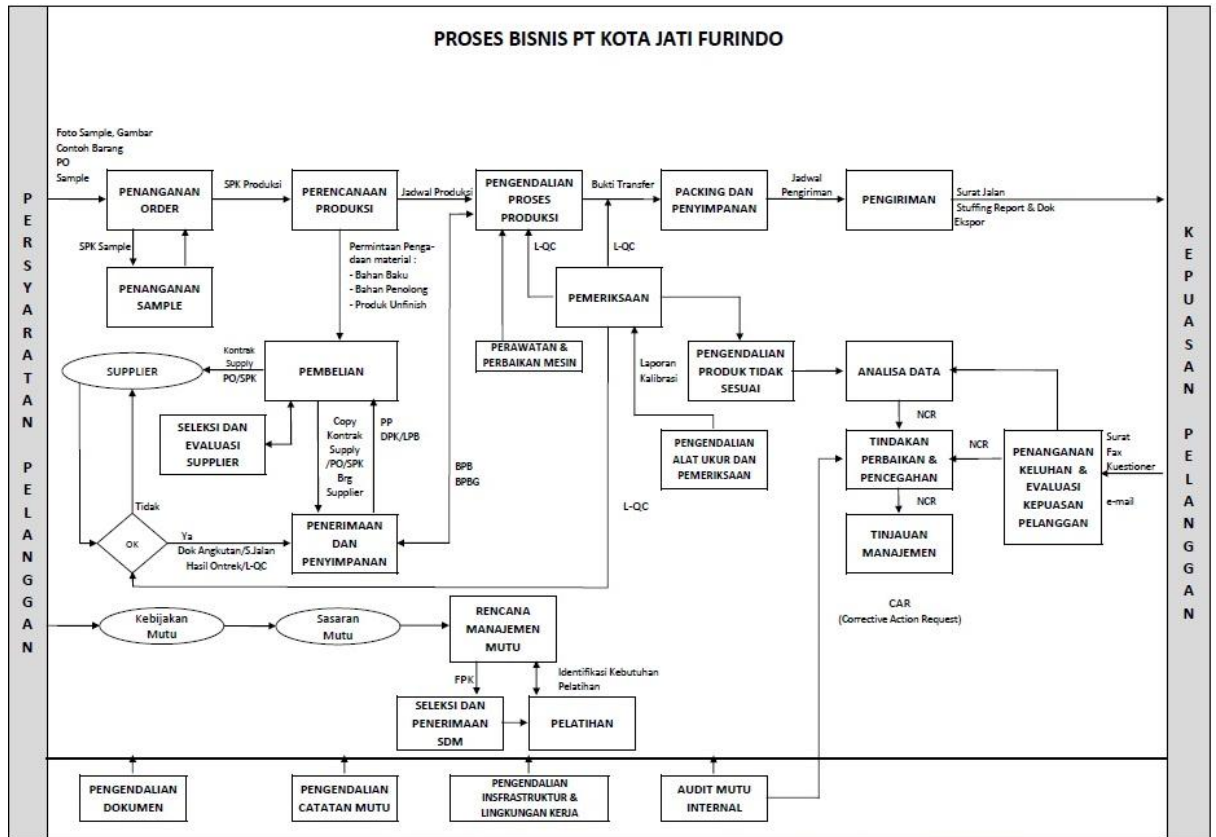 PROSES BISNIS PT KOTA JATI FURINDO
PERSYARATAN PELANGGAN
Foto Sample, Gambar
Contoh Barang
PO
Sample
PENANGAN
ORDER
SPK Produksi
PERENCANAAN
PRODUKSI
Jadwal Produksi
PENGENDALIAN
PROSES
PRODUKSI
Bukti Transfer
PACKING DAN
PENYIMPANAN
Jadwal
Pengiriman
PENGIRIMAN
Surat Jalan
Stuffing Report & Dok
Ekspor
KEPUASAN PELANGGAN
SPK Sample
PENANGANAN
SAMPLE
Permintaan Penga-
daan material :
- Bahan Baku
- Bahan Penolong
- Produk Unfinish
L-QC
L-QC
PEMERIKSAAN
PERAWATAN &
PERBAIKAN MESIN
SUPPLIER
Kontrak
Supply
PO/SPK
PEMBELIAN
Laporan
Kalibrasi
PENGENDALIAN
PRODUK TIDAK
SESUAI
ANALISA DATA
SELEKSI DAN
EVALUASI
SUPPLIER
Copy
Kontrak
Supply
/PO/SPK
Brg
Supplier
PP
DPK/LPB
BPB
BPBG
PENGENDALIAN
ALAT UKUR DAN
PEMERIKSAAN
NCR
TINDAKAN
PERBAIKAN &
PENCEGAHAN
NCR
PENANGANAN
KELUHAN &
EVALUASI
KEPUASAN
PELANGGAN
Surat
Fax
Kuestioner
e-mail
L-QC
NCR
TINJAUAN
MANAJEMEN
Tidak
OK
Ya
Dok Angkutan/S.Jalan
Hasil Ontrek/L-QC
PENERIMAAN
DAN
PENYIMPANAN
CAR
(Corrective Action Request)
Kebijakan
Mutu
Sasaran
Mutu
RENCANA
MANAJEMEN
MUTU
FPK
Identifikasi Kebutuhan
Pelatihan
SELEKSI DAN
PENERIMAAN
SDM
PELATIHAN
PENGENDALIAN
DOKUMEN
PENGENDALIAN
CATATAN MUTU
PENGENDALIAN
INSFRASTRUKTUR &
LINGKUNGAN KERJA
AUDIT MUTU
INTERNAL